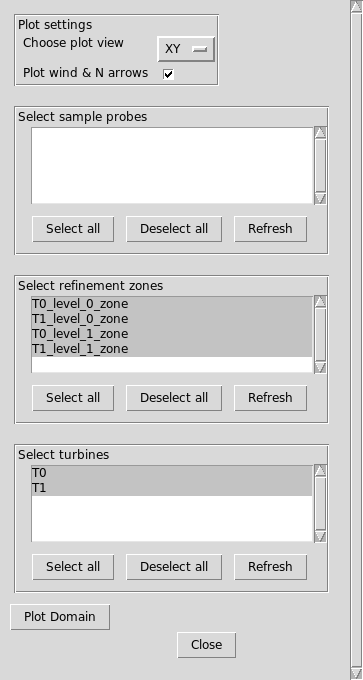 Plot settings
Choose plot view XY
Plot wind & N arrows
Select sample probes
Select all Deselect all Refresh
Select refinement zones
T0_level_0_zone
T1_level_0_zone
T0_level_1_zone
T1_level_1_zone
Select all Deselect all Refresh
Select turbines
T0
T1
Select all Deselect all Refresh
Plot Domain
Close